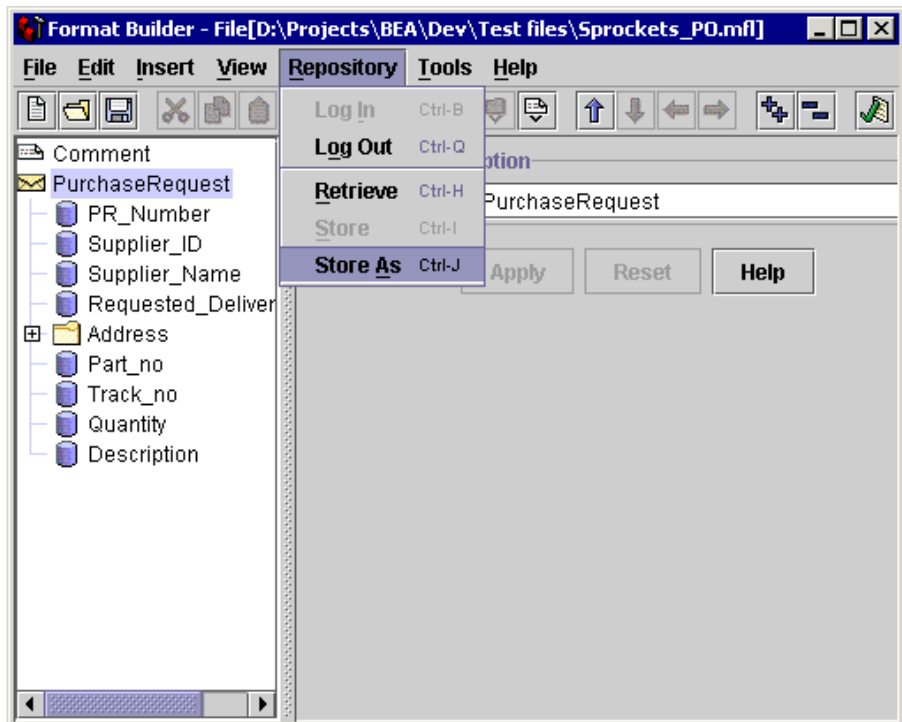 Format Builder - File[D:\Projects\BEA\Dev\Test files\Sprockets_PO.mfl]
File Edit Insert View Repository Tools Help
Log In Ctrl-B
Log Out Ctrl-Q
Retrieve Ctrl-H
Store Ctrl-I
Store As Ctrl-J
Comment
PurchaseRequest
PR_Number
Supplier_ID
Supplier_Name
Requested_Deliver
Address
Part_no
Track_no
Quantity
Description
ption
PurchaseRequest
Apply Reset Help